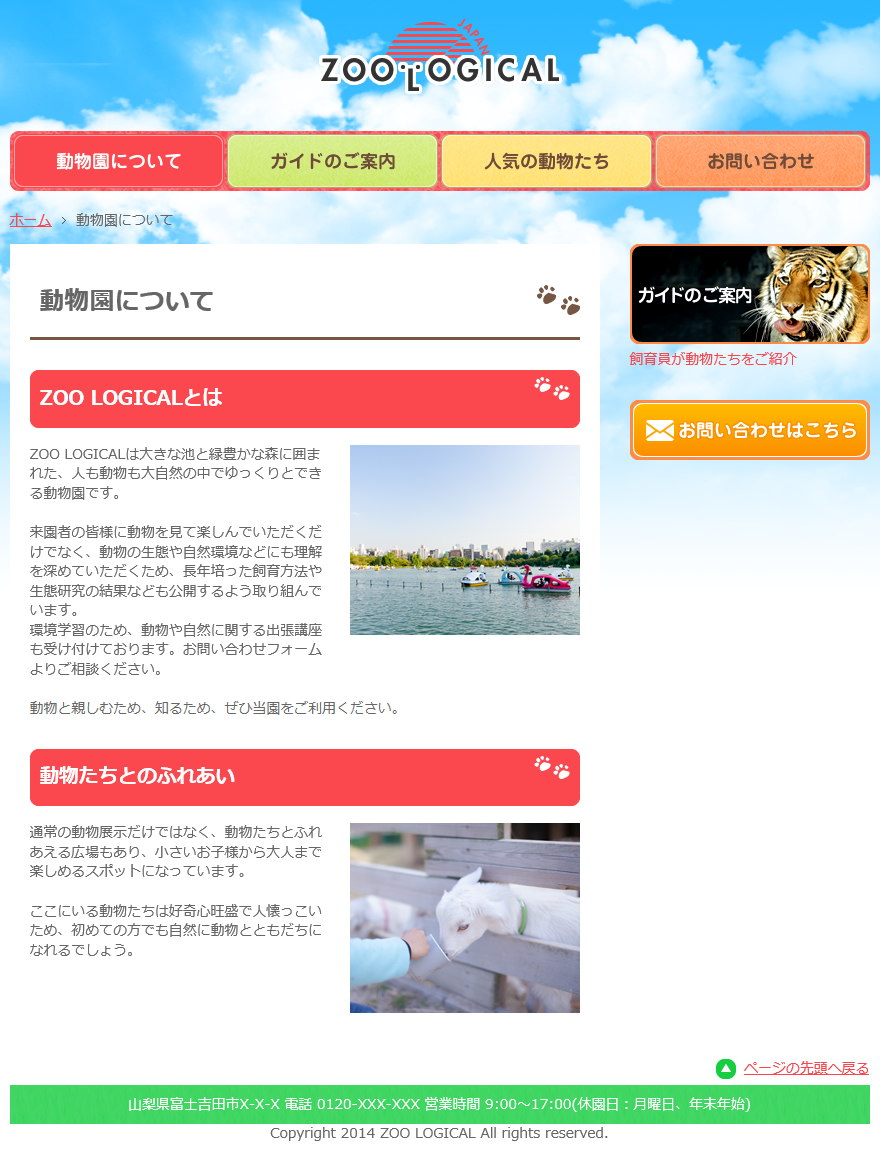 JAPAN
ZOO LOGICAL
動物園について
ガイドのご案内
人気の動物たち
お問い合わせ
ホーム > 動物園について
動物園について
ZOO LOGICALとは
ZOO LOGICALは大きな池と緑豊かな森に囲ま
れた、人も動物も大自然の中でゆっくりとでき
る動物園です。
来園者の皆様に動物を見て楽しんでいただくだ
けでなく、動物の生態や自然環境などにも理解
を深めていただくため、長年培った飼育方法や
生態研究の結果なども公開するよう取り組んで
います。
環境学習のため、動物や自然に関する出張講座
も受け付けております。お問い合わせフォーム
よりご相談ください。
動物と親しむため、知るため、ぜひ当園をご利用ください。
動物たちとのふれあい
通常の動物展示だけではなく、動物たちとふれ
あえる広場もあり、小さいお子様から大人まで
楽しめるスポットになっています。
ここにいる動物たちは好奇心旺盛で人懐っこい
ため、初めての方でも自然に動物とともだちに
なれるでしょう。
ガイドのご案内
飼育員が動物たちをご紹介
お問い合わせはこちら
ページの先頭へ戻る
山梨県富士吉田市X-X-X 電話 0120-XXX-XXX 営業時間 9:00～17:00(休園日：月曜日、年末年始)
Copyright 2014 ZOO LOGICAL All rights reserved.